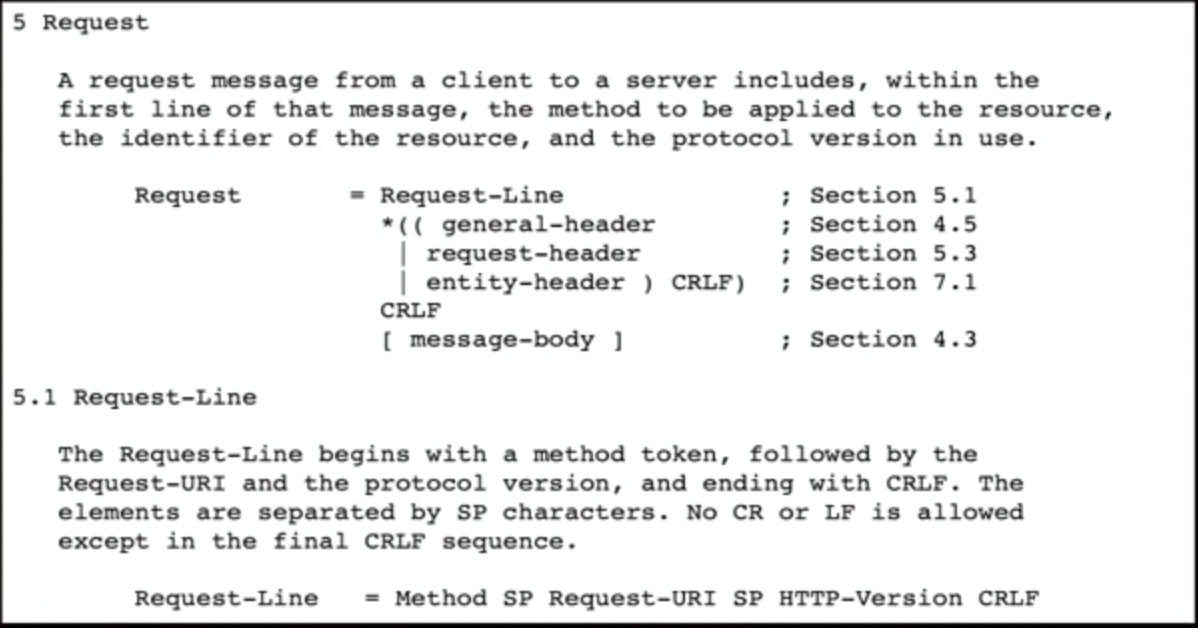 5 Request
A request message from a client to a server includes, within the
first line of that message, the method to be applied to the resource,
the identifier of the resource, and the protocol version in use.
Request = Request-Line ; Section 5.1
*(( general-header ; Section 4.5
| request-header ; Section 5.3
| entity-header ) CRLF) ; Section 7.1
CRLF
[ message-body ] ; Section 4.3
5.1 Request-Line
The Request-Line begins with a method token, followed by the
Request-URI and the protocol version, and ending with CRLF. The
elements are separated by SP characters. No CR or LF is allowed
except in the final CRLF sequence.
Request-Line = Method SP Request-URI SP HTTP-Version CRLF